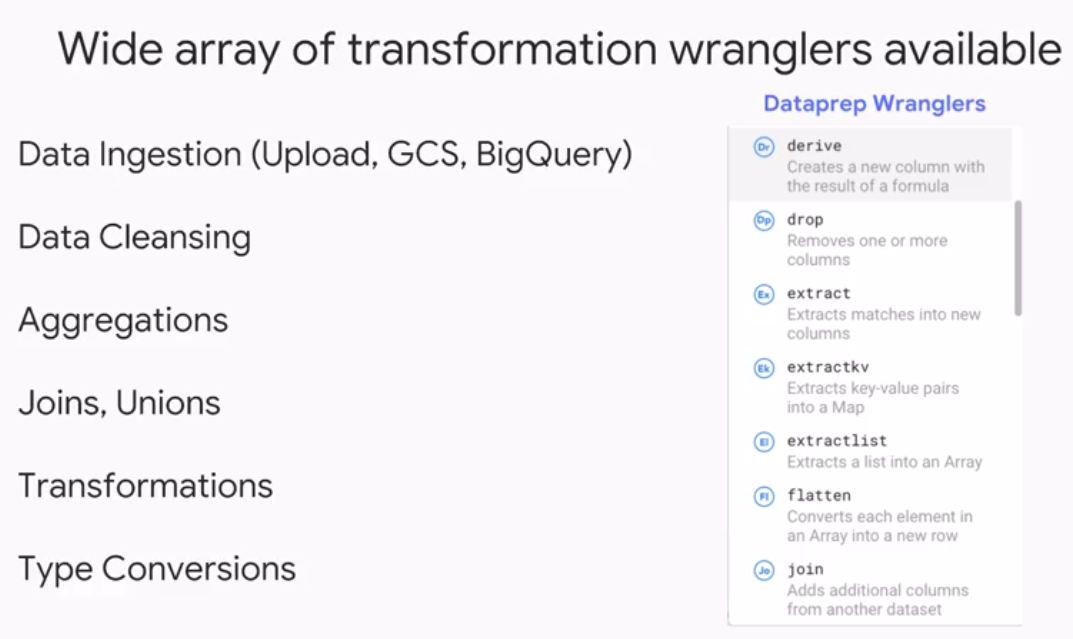 Wide array of transformation wranglers available
Data Ingestion (Upload, GCS, BigQuery)
Data Cleansing
Aggregations
Joins, Unions
Transformations
Type Conversions
Dataprep Wranglers
Dr derive
Creates a new column with
the result of a formula
Dp drop
Removes one or more
columns
Ex extract
Extracts matches into new
columns
Ek extractkv
Extracts key-value pairs
into a Map
El extractlist
Extracts a list into an Array
Fl flatten
Converts each element in
an Array into a new row
Jo join
Adds additional columns
from another dataset